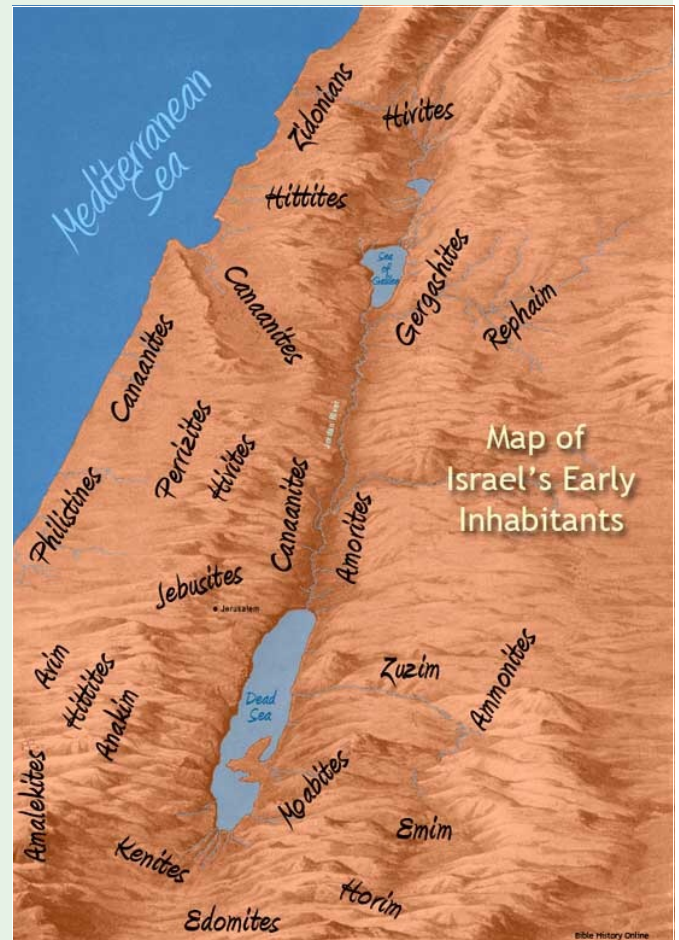 Mediterranean
Sea
Zidonians
Hivites
Hittites
Sea
of
Galilee
Gergashites
Rephaim
Canaanites
Canaanites
Perrizites
Hivites
Jordan River
Map of
Israel's Early
Inhabitants
Philistines
Canaanites
Amorites
Jebusites
Jerusalem
Avim
Hittites
Anakim
Dead
Sea
Zuzim
Ammonites
Amalekites
Moabites
Emim
Kenites
Horim
Edomites
Bible History Online